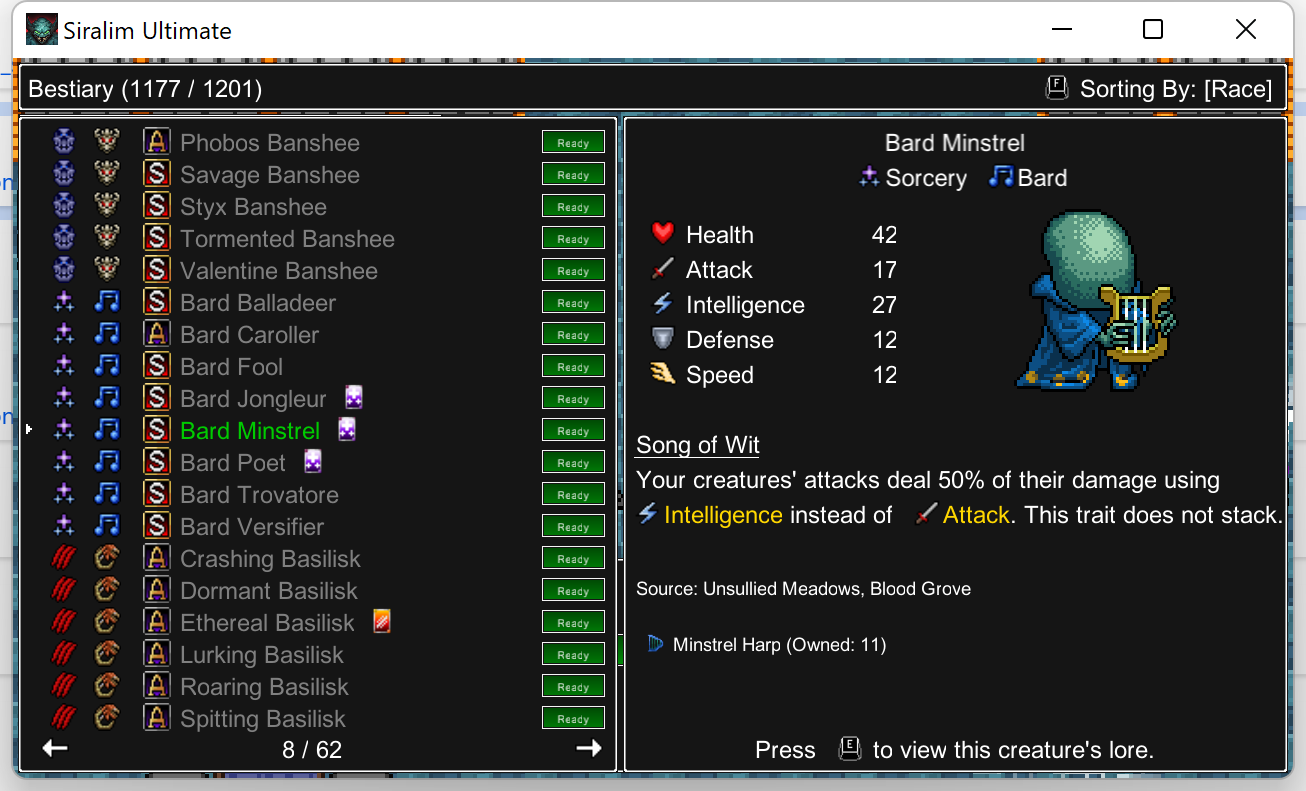 Siralim Ultimate
Bestiary (1177 / 1201)
F Sorting By: [Race]
A Phobos Banshee Ready
S Savage Banshee Ready
S Styx Banshee Ready
S Tormented Banshee Ready
S Valentine Banshee Ready
S Bard Balladeer Ready
A Bard Caroller Ready
S Bard Fool Ready
S Bard Jongleur Ready
S Bard Minstrel Ready
S Bard Poet Ready
S Bard Trovatore Ready
S Bard Versifier Ready
A Crashing Basilisk Ready
A Dormant Basilisk Ready
A Ethereal Basilisk Ready
A Lurking Basilisk Ready
A Roaring Basilisk Ready
A Spitting Basilisk Ready
8 / 62
Bard Minstrel
Sorcery Bard
Health 42
Attack 17
Intelligence 27
Defense 12
Speed 12
Song of Wit
Your creatures' attacks deal 50% of their damage using
Intelligence instead of Attack. This trait does not stack.
Source: Unsullied Meadows, Blood Grove
Minstrel Harp (Owned: 11)
Press E to view this creature's lore.